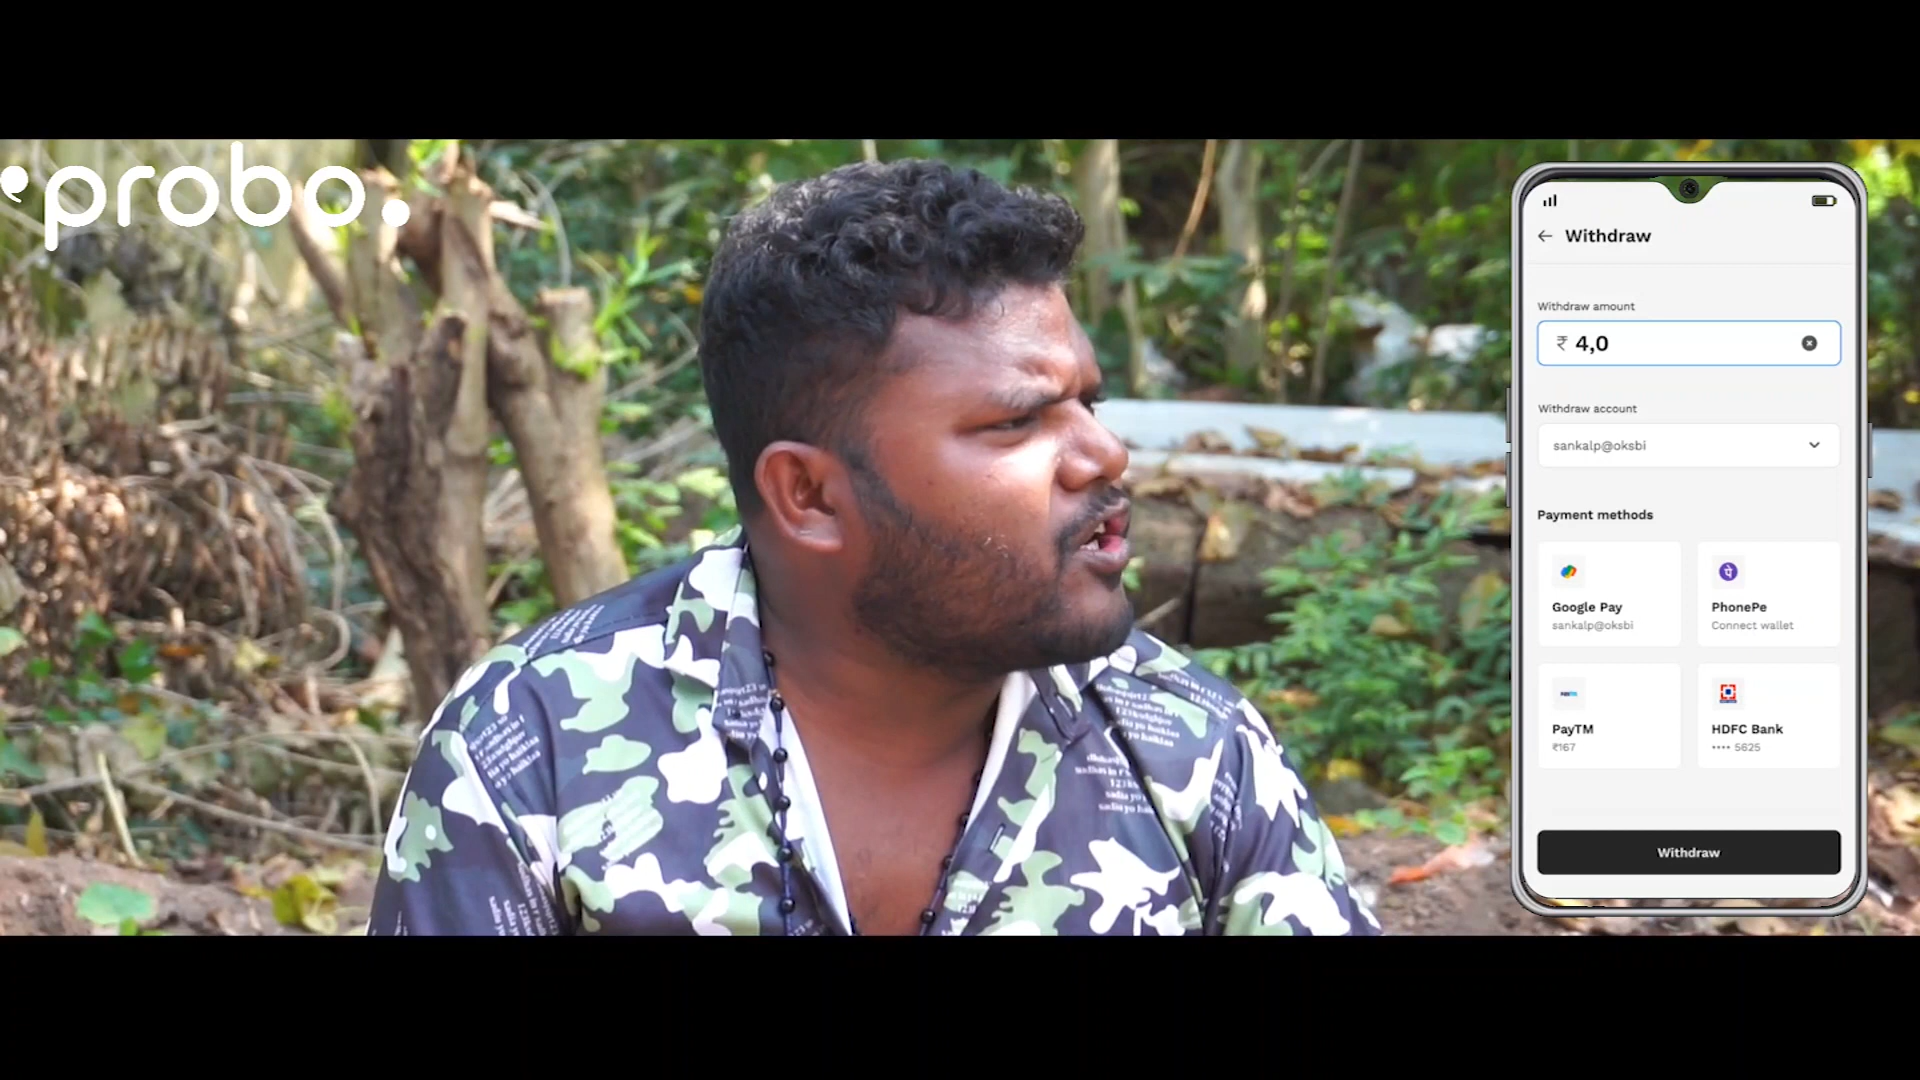 probo.
Withdraw
Withdraw amount
₹ 4,0
Withdraw account
sankalp@oksbi
Payment methods
Google Pay
sankalp@oksbi
PhonePe
Connect wallet
PayTM
₹167
HDFC Bank
•••• 5625
Withdraw